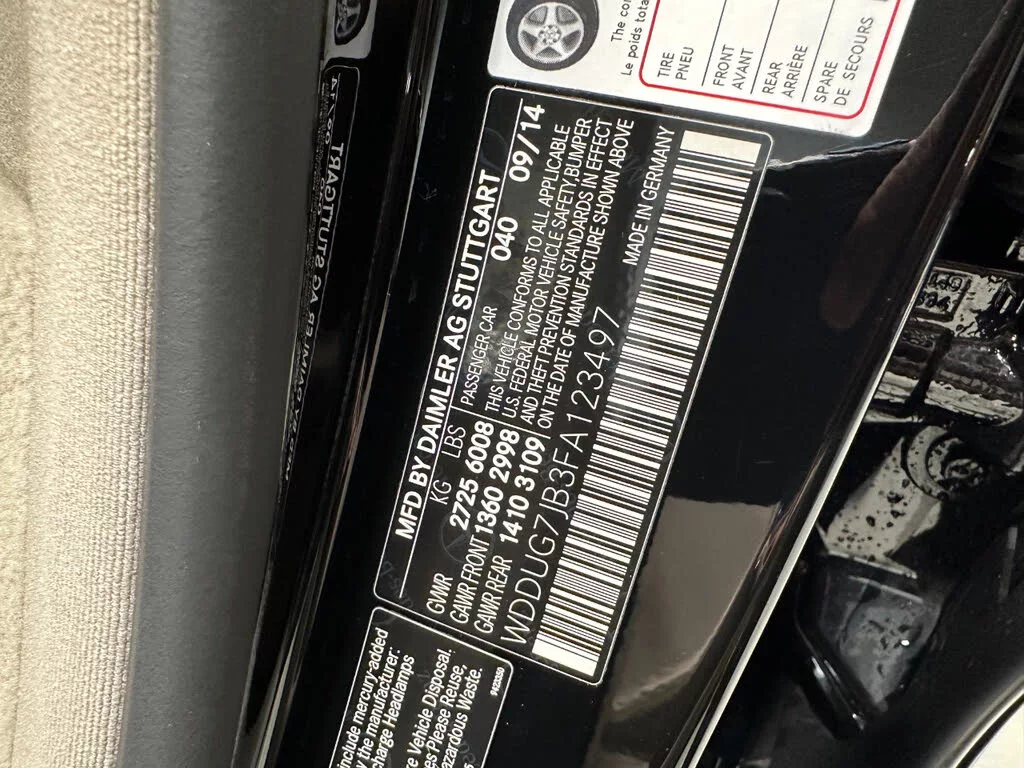 The co
Le poids tota
TIRE
PNEU
FRONT
AVANT
REAR
ARRIÈRE
SPARE
DE SECOURS
MFD BY DAIMLER AG STUTTGART
KG LBS 040 09/14
GVWR 2725 6008
GAWR FRONT 1360 2998
GAWR REAR 1410 3109
PASSENGER CAR
THIS VEHICLE CONFORMS TO ALL APPLICABLE
U.S. FEDERAL MOTOR VEHICLE SAFETY,BUMPER
AND THEFT PREVENTION STANDARDS IN EFFECT
ON THE DATE OF MANUFACTURE SHOWN ABOVE
WDDUG7JB3FA123497 MADE IN GERMANY
include mercury-added
y the manufacturer:
charge Headlamps
re Vehicle Disposal.
es Please Reuse,
azardous Waste.